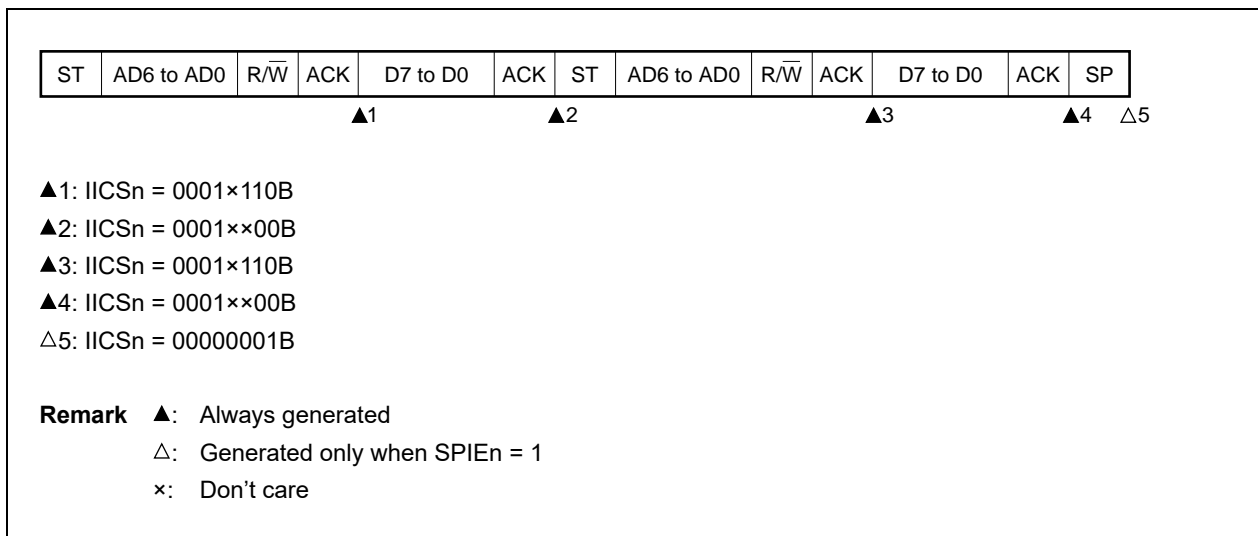 ST AD6 to AD0 R/W̅ ACK D7 to D0 ACK ST AD6 to AD0 R/W̅ ACK D7 to D0 ACK SP
▲1 ▲2 ▲3 ▲4 △5
▲1: IICSn = 0001×110B
▲2: IICSn = 0001××00B
▲3: IICSn = 0001×110B
▲4: IICSn = 0001××00B
△5: IICSn = 00000001B
Remark ▲: Always generated
△: Generated only when SPIEn = 1
×: Don't care